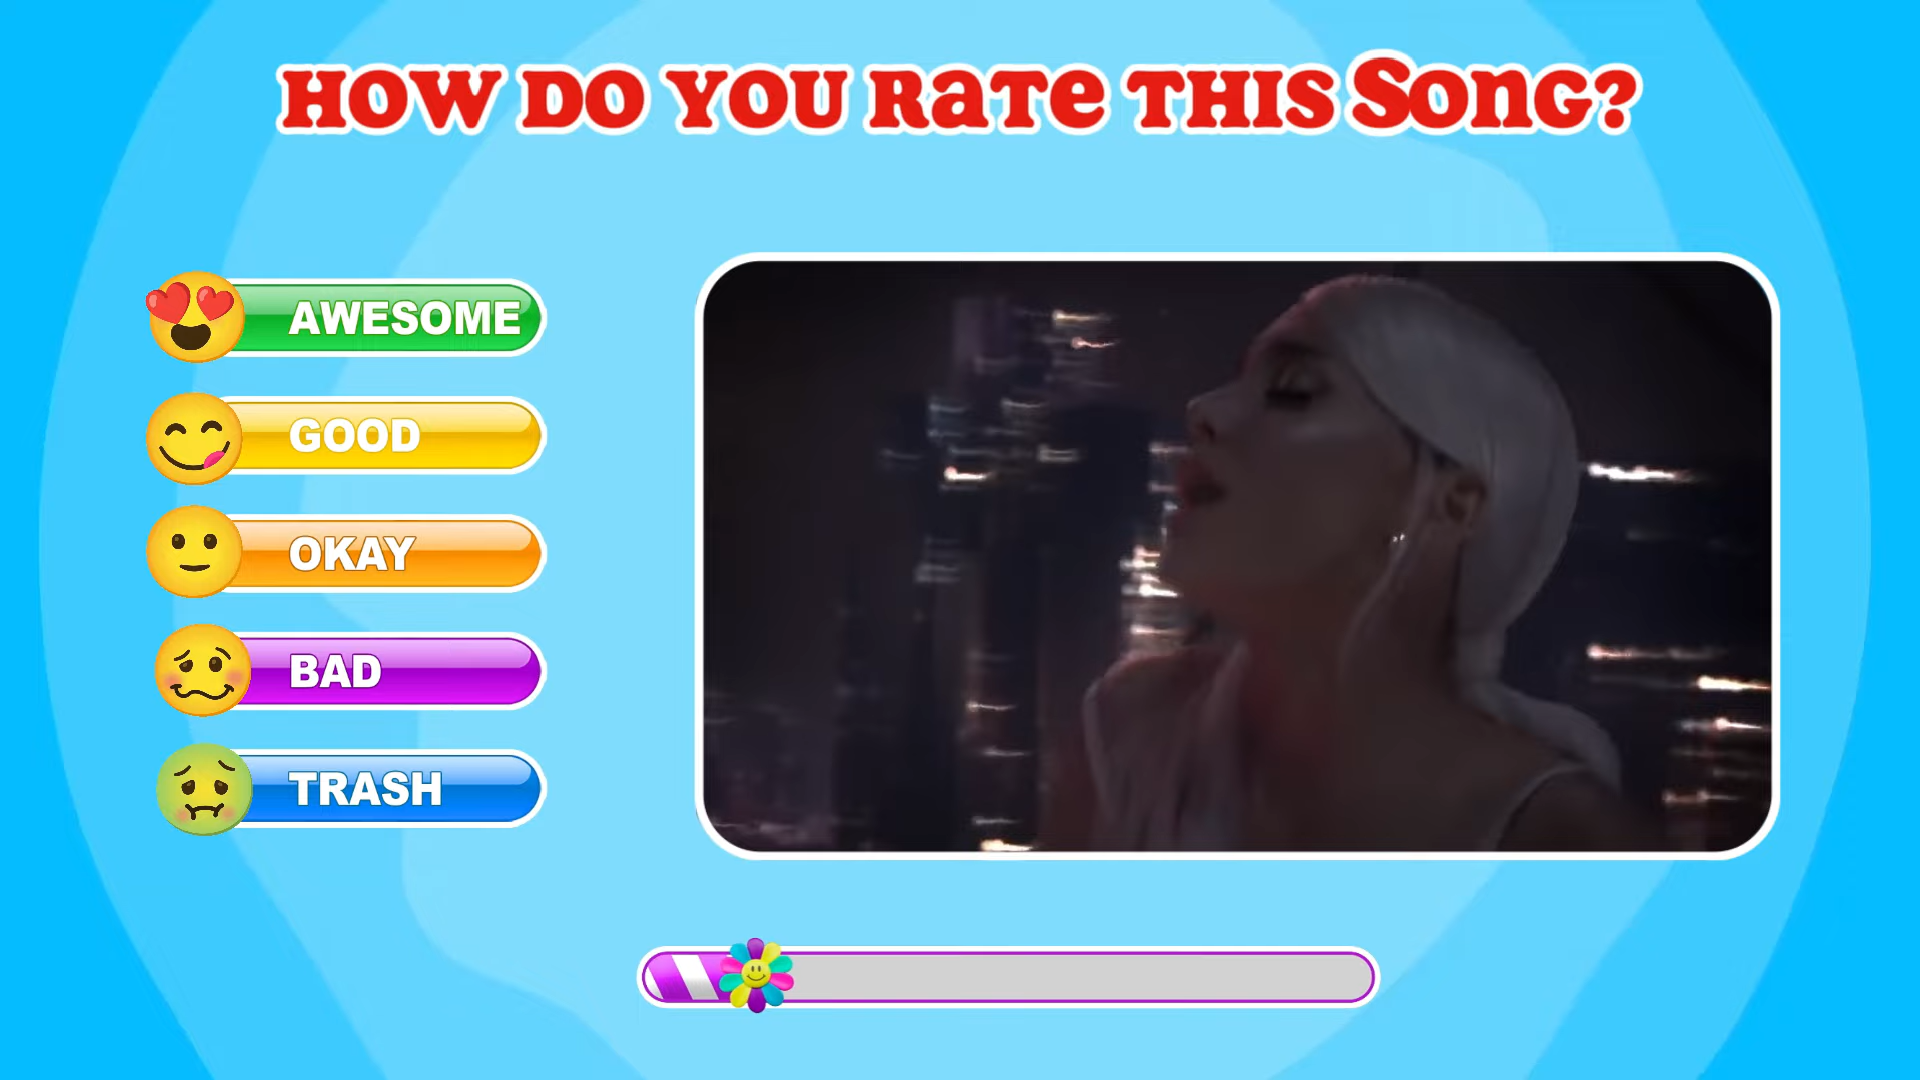 HOW DO YOU RATE THIS SONG?
AWESOME
GOOD
OKAY
BAD
TRASH